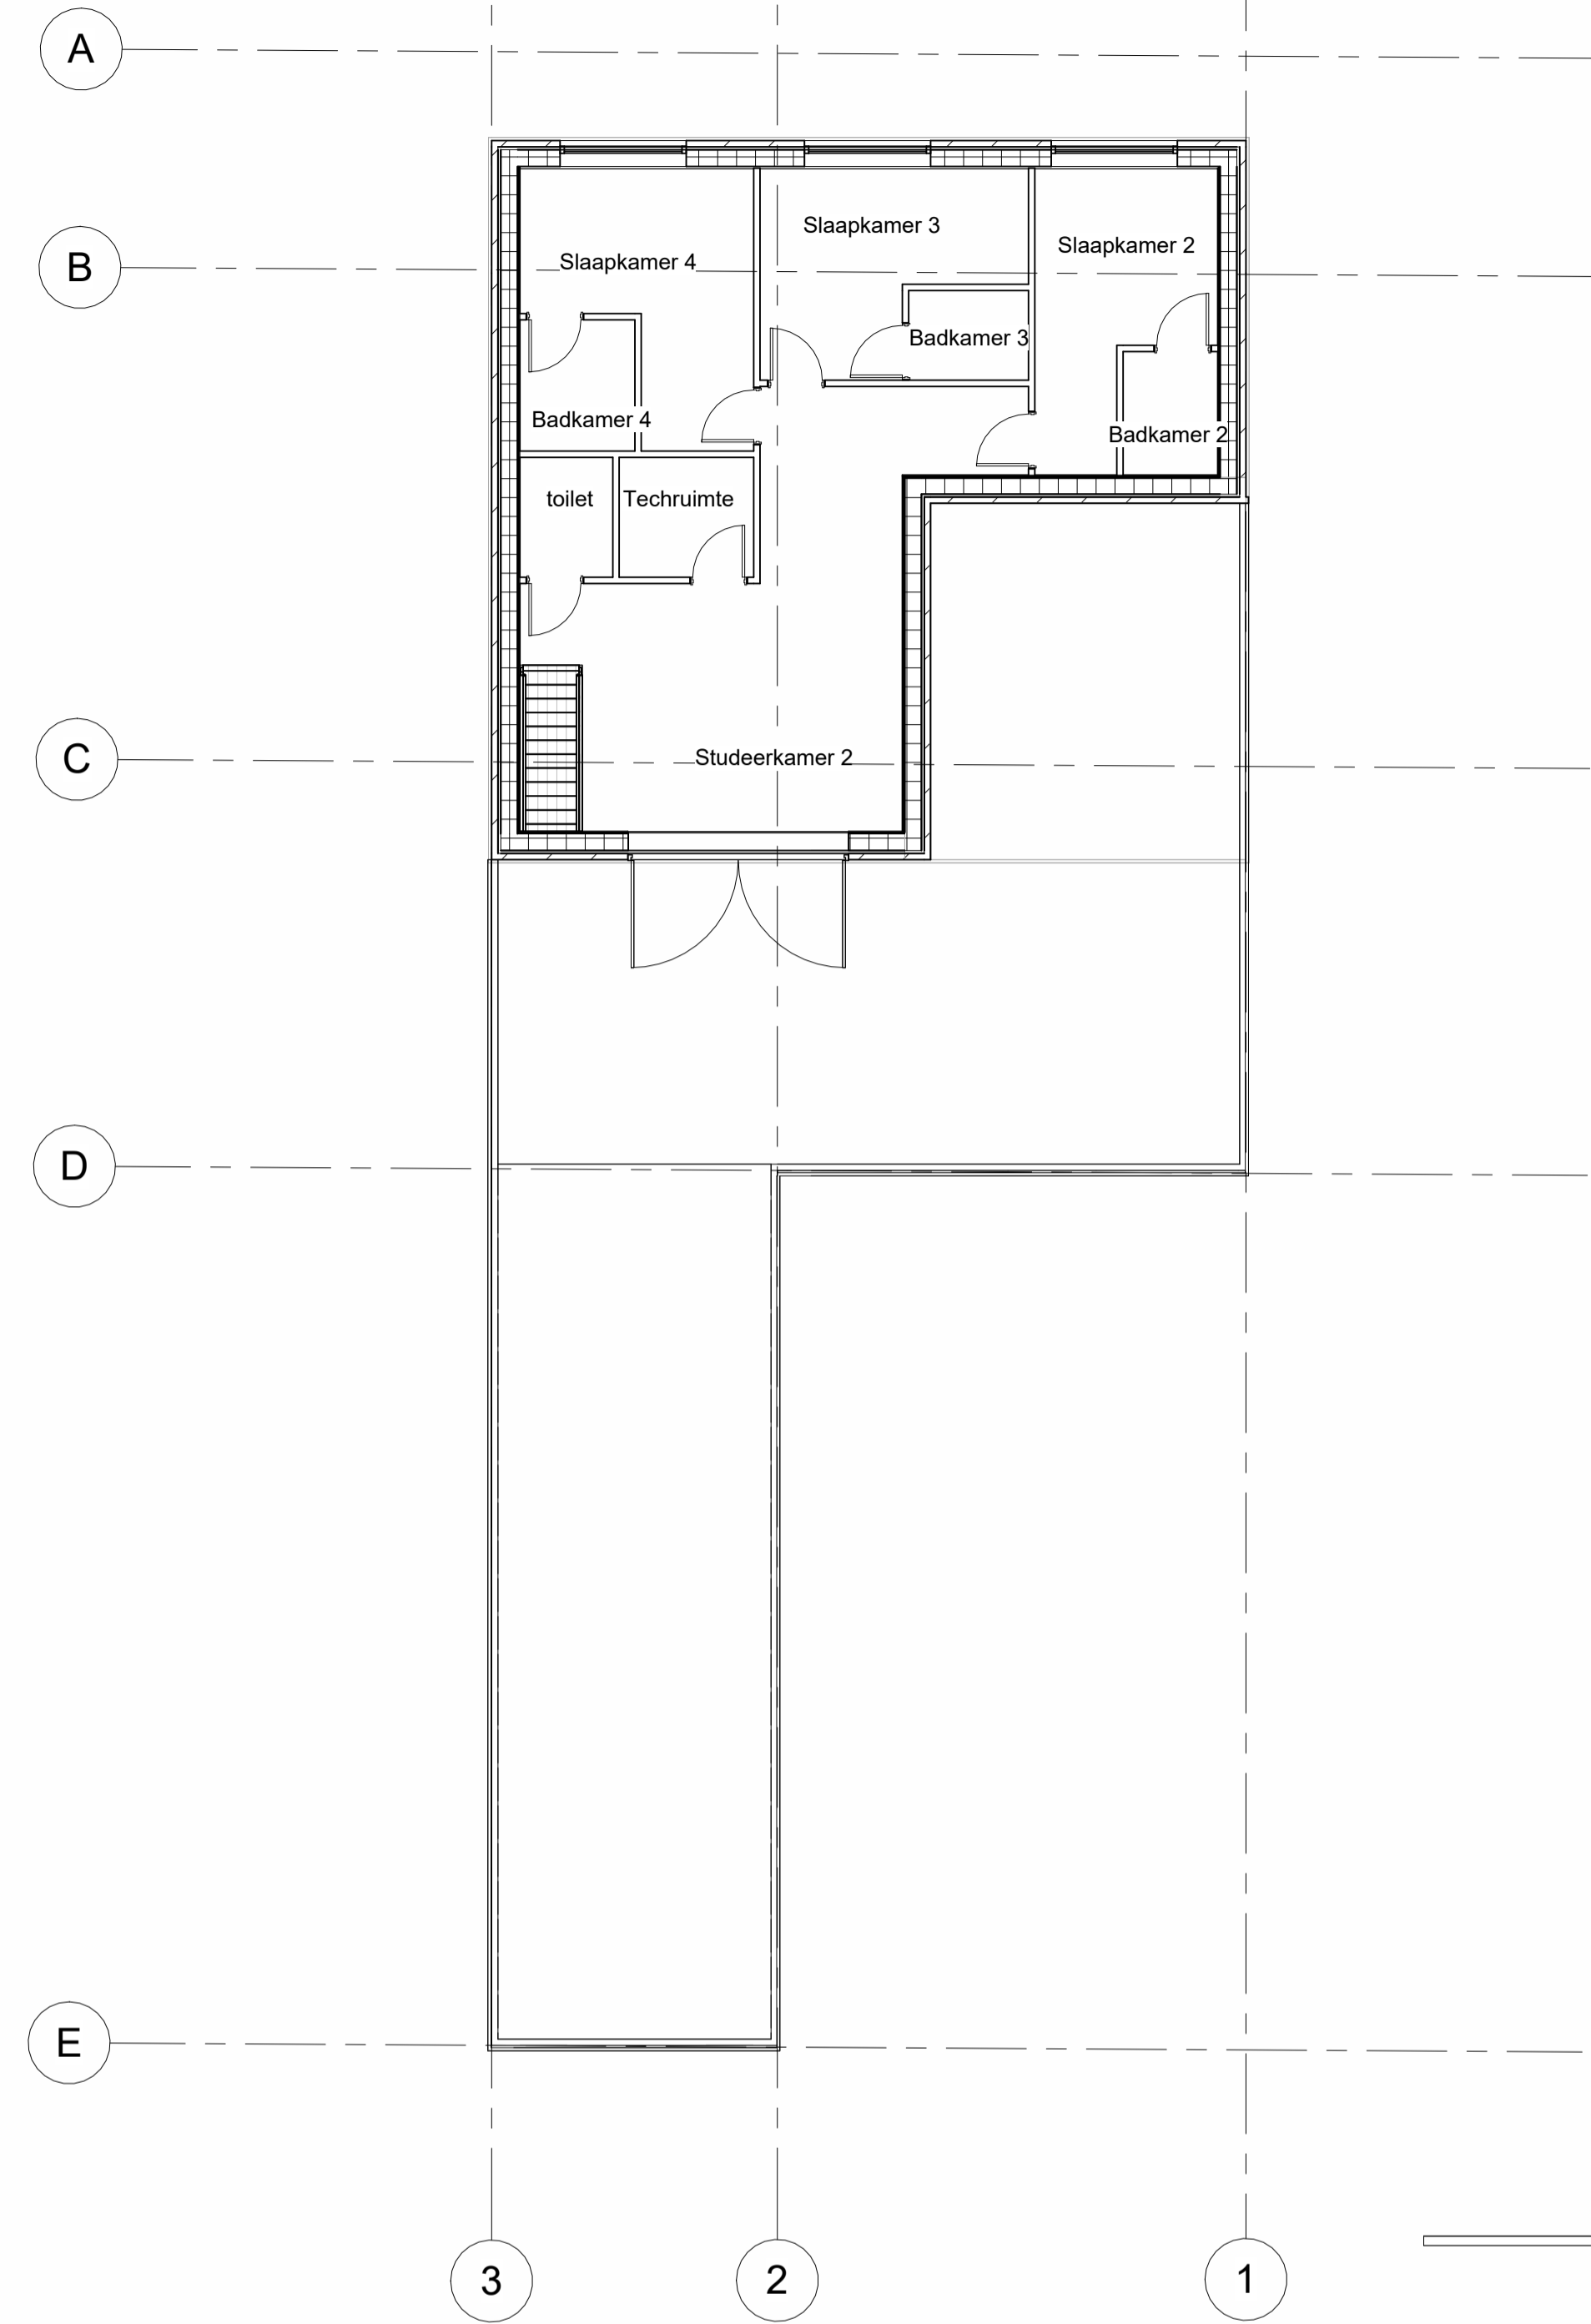 A
Slaapkamer 3
Slaapkamer 2
B
Slaapkamer 4
Badkamer 3
Badkamer 4
Badkamer 2
toilet
Techruimte
C
Studeerkamer 2
D
E
3
2
1